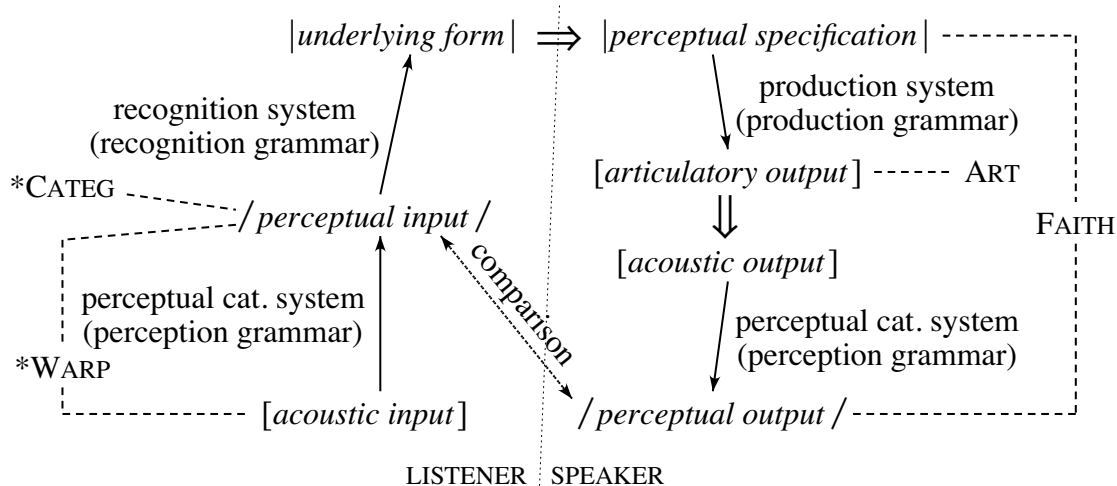 |underlying form| ⇒ |perceptual specification|
recognition system
(recognition grammar)
production system
(production grammar)
[articulatory output]
ART
*CATEG
/perceptual input/
FAITH
comparison
[acoustic output]
perceptual cat. system
(perception grammar)
perceptual cat. system
(perception grammar)
*WARP
[acoustic input]
/perceptual output/
LISTENER
SPEAKER